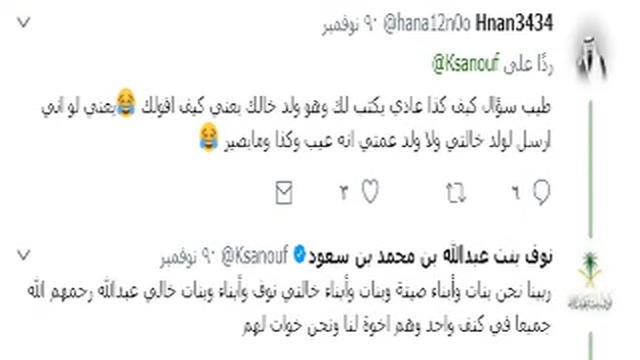 Hnan3434 @hana12n0o ٩٠ نوفمبر
ردًا على @Ksanouf
طيب سؤال كيف كذا عادي يكتب لك وهو ولد خالك يعني كيف اقولك 😂يعني لو اني
ارسل لولد خالتي ولا ولد عمتي انه عيب وكذا ومايصير 😂
٦ ٣
نوف بنت عبدالله بن محمد بن سعود @Ksanouf ٩٠ نوفمبر
ربينا نحن بنات وأبناء صيتة وبنات وأبناء خالتي نوف وأبناء وبنات خالي عبدالله رحمهم الله
جميعا في كنف واحد وهم اخوة لنا ونحن خوات لهم